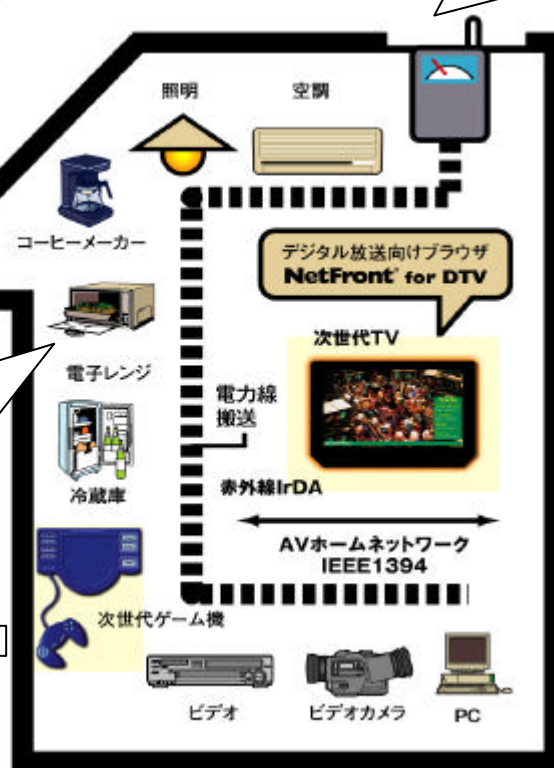 照明
空調
コーヒーメーカー
デジタル放送向けブラウザ
NetFront® for DTV
次世代TV
電子レンジ
電力線
搬送
冷蔵庫
赤外線IrDA
AVホームネットワーク
IEEE1394
次世代ゲーム機
ビデオ
ビデオカメラ
PC